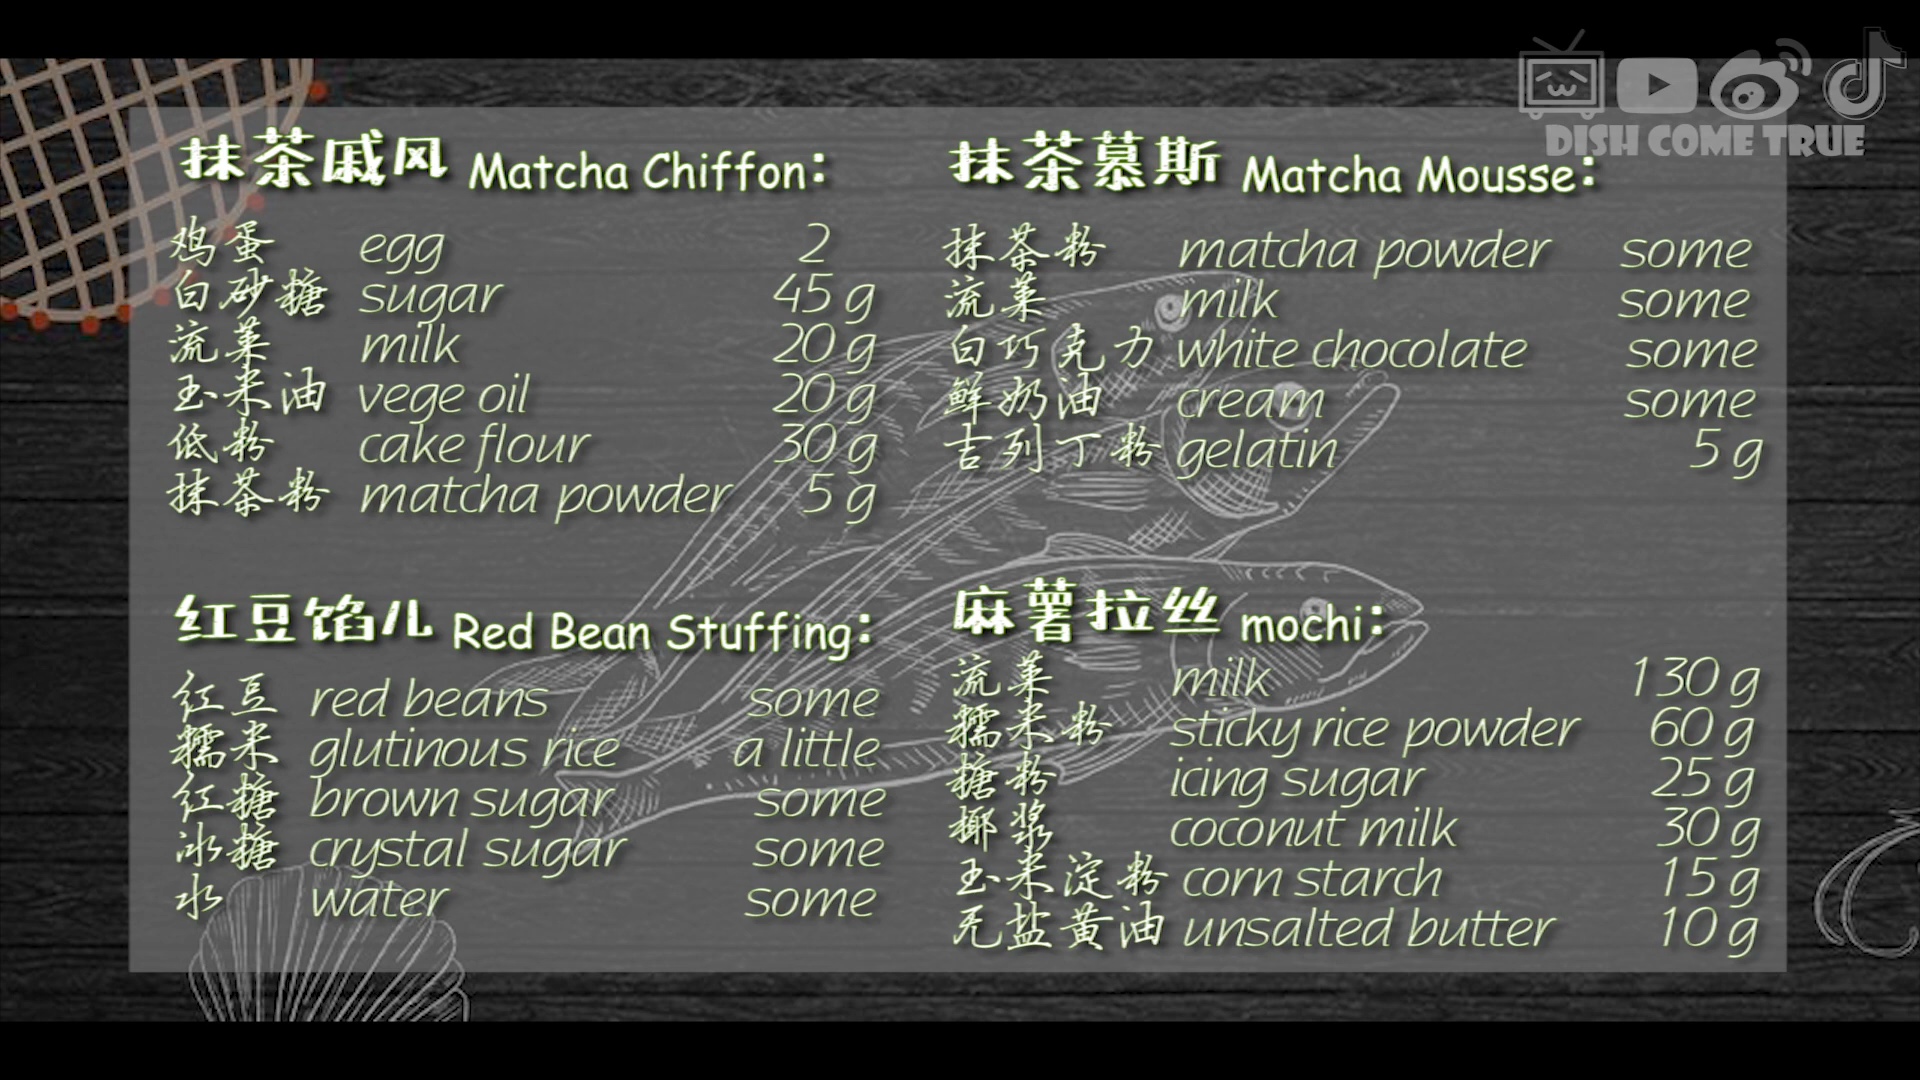 DISH COME TRUE
抹茶戚风 Matcha Chiffon:
鸡蛋 egg 2
白砂糖 sugar 45 g
流菓 milk 20 g
玉米油 vege oil 20 g
低粉 cake flour 30 g
抹茶粉 matcha powder 5 g
抹茶慕斯 Matcha Mousse:
抹茶粉 matcha powder some
流菓 milk some
白巧克力 white chocolate some
鲜奶油 cream some
吉列丁粉 gelatin 5 g
红豆馅儿 Red Bean Stuffing:
红豆 red beans some
糯米 glutinous rice a little
红糖 brown sugar some
冰糖 crystal sugar some
水 water some
麻薯拉丝 mochi:
流菓 milk 130 g
糯米粉 sticky rice powder 60 g
糖粉 icing sugar 25 g
椰浆 coconut milk 30 g
玉米淀粉 corn starch 15 g
无盐黄油 unsalted butter 10 g